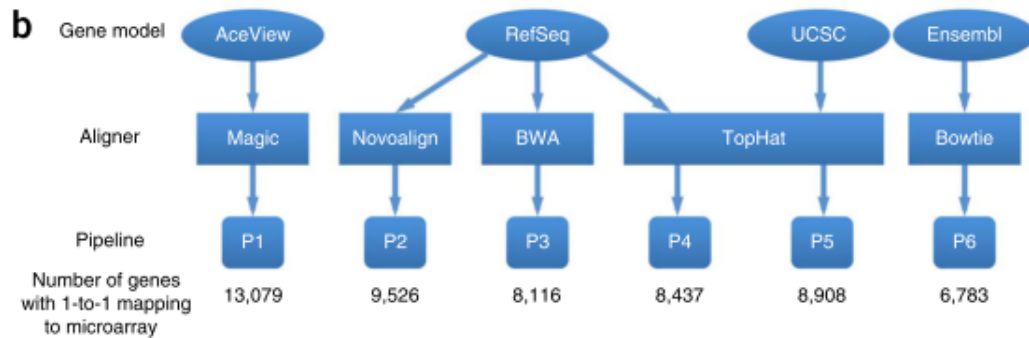 b
Gene model AceView RefSeq UCSC Ensembl
Aligner Magic Novoalign BWA TopHat Bowtie
Pipeline P1 P2 P3 P4 P5 P6
Number of genes
with 1-to-1 mapping
to microarray
13,079 9,526 8,116 8,437 8,908 6,783